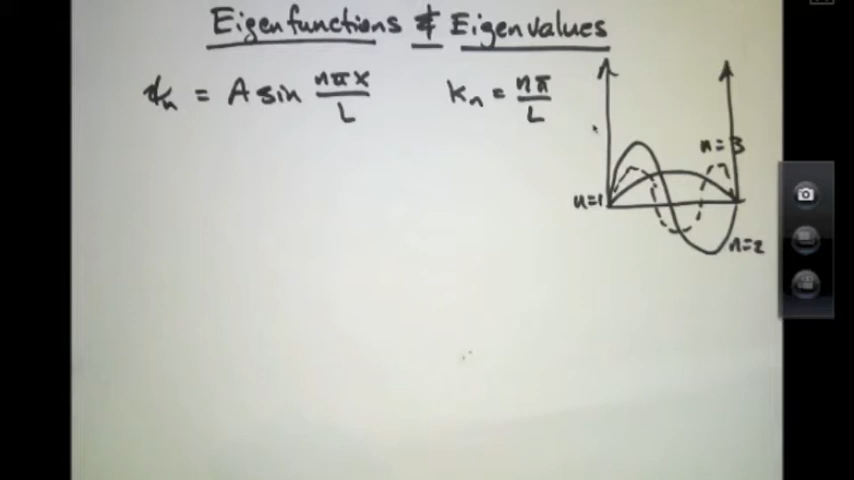 Eigenfunctions & Eigenvalues
ψₙ = A sin nπx/L kₙ = nπ/L
n=3
n=1
n=2